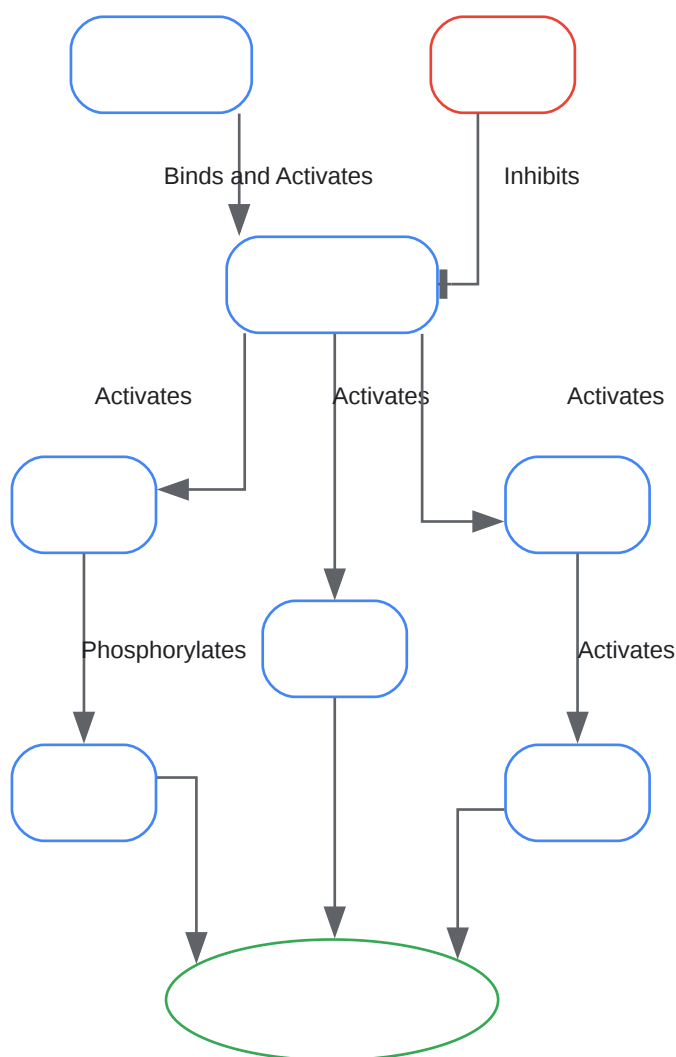 Binds and Activates
Inhibits
Activates
Activates
Activates
Phosphorylates
Activates